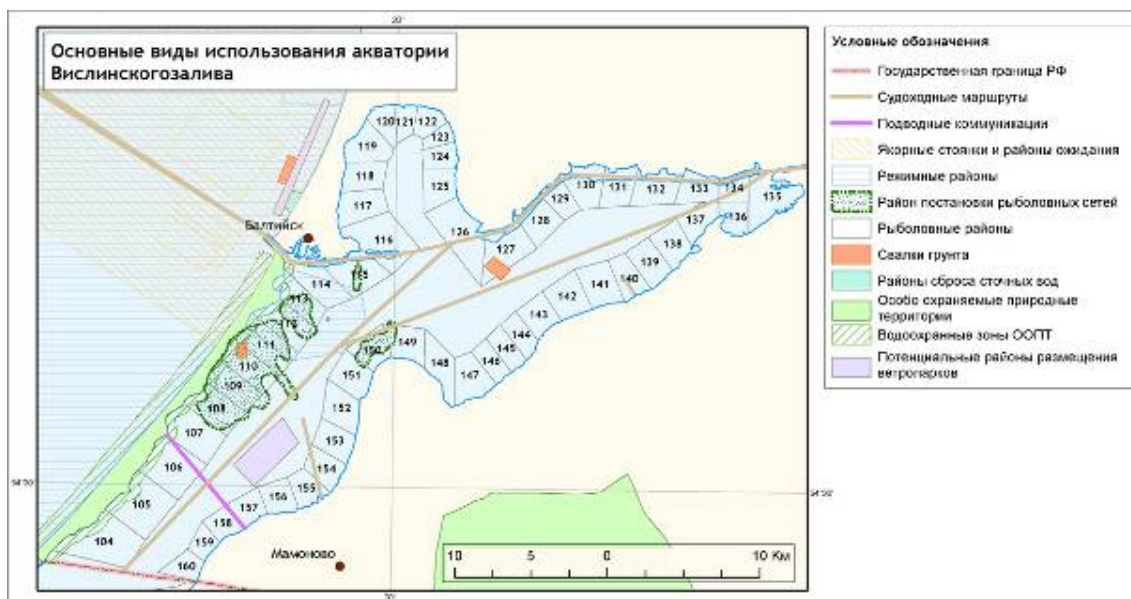 Основные виды использования акватории
Вислинскогозалива
20°
Условные обозначения
Государственная граница РФ
Судоходные маршруты
Подводные коммуникации
Якорные стоянки и районы ожидания
Режимные районы
Район постановки рыболовных сетей
Рыболовные районы
Свалки грунта
Районы сброса сточных вод
Особо охраняемые природные
территории
Водоохранные зоны ООПТ
Потенциальные районы размещения
ветропарков
120 121 122
123
119
124
118
125
117
116
126
Балтийск
130 131 132 133 134
135
129
128
136
137
127
138
139
140
141
142
143
144
145
146
147
148
149
150
151
152
153
154
155
156
157
158
159
160
114
113
111
110
109
108
107
106
105
104
Мамоново
10 5 0 10 Км
20°